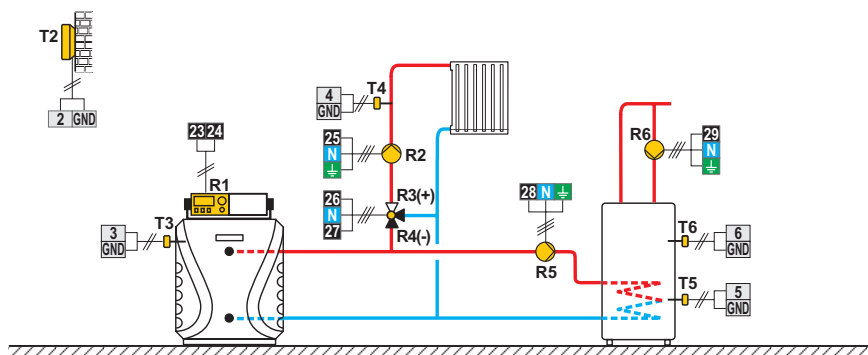 T2
2 GND
23 24
R1
3
GND
T3
4
GND
T4
25
N
R2
26
N
27
R3(+)
R4(-)
28 N
R5
R6
29
N
T6
6
GND
T5
5
GND